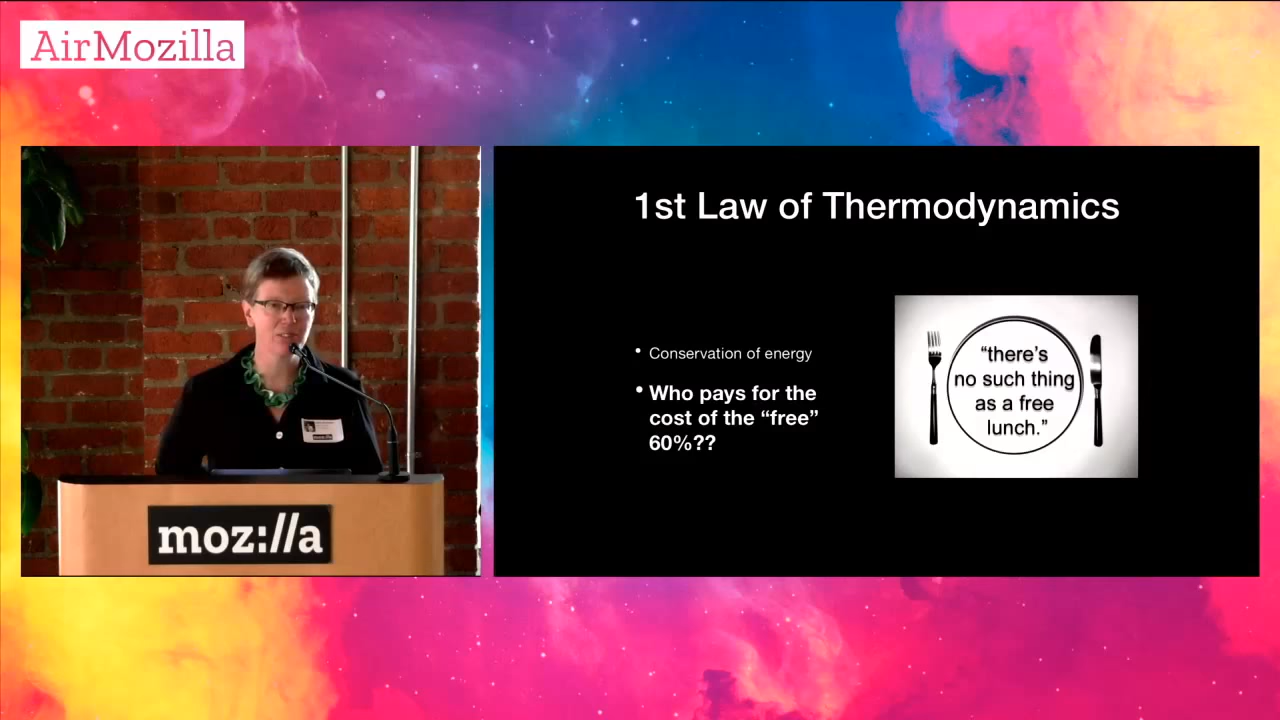 AirMozilla
1st Law of Thermodynamics
• Conservation of energy
• Who pays for the
cost of the “free”
60%??
“there’s
no such thing
as a free
lunch.”
moz://a